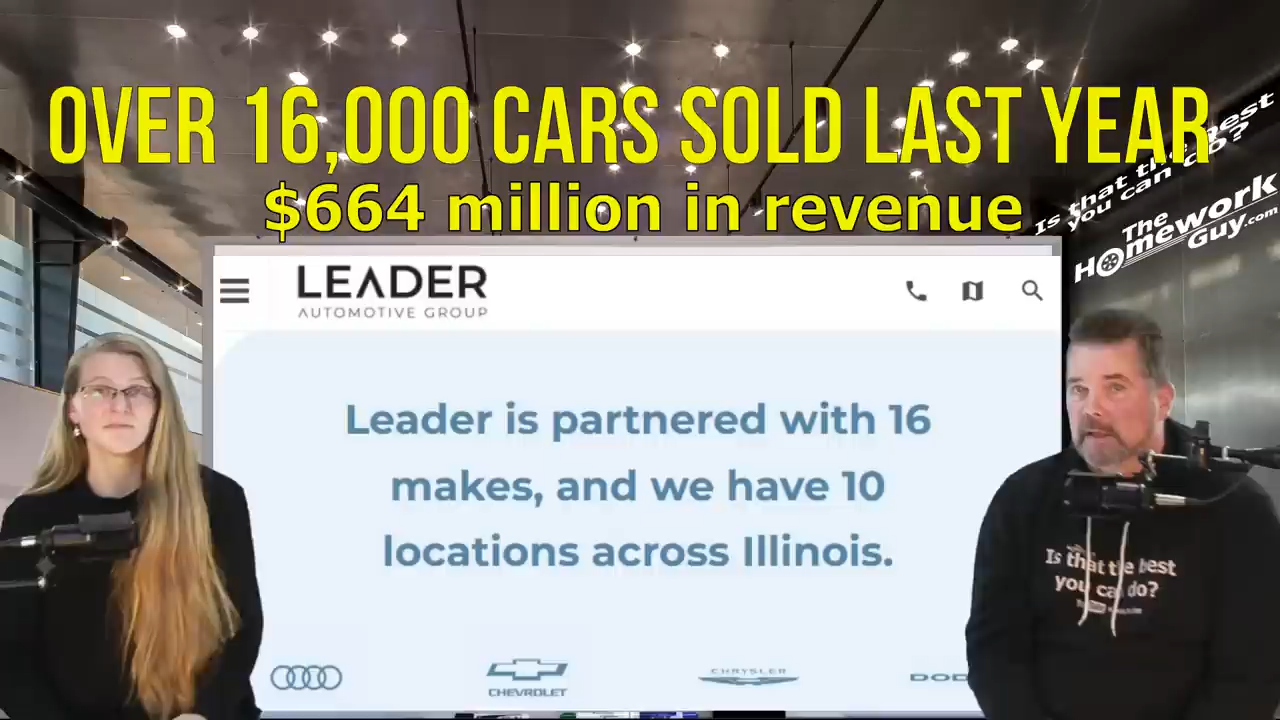 OVER 16,000 CARS SOLD LAST YEAR
$664 million in revenue
Is that the best
you can do?
The
Homework
Guy.com
LEADER
AUTOMOTIVE GROUP
Leader is partnered with 16
makes, and we have 10
locations across Illinois.
CHEVROLET
CHRYSLER
DOD
Is that the best
you can do?